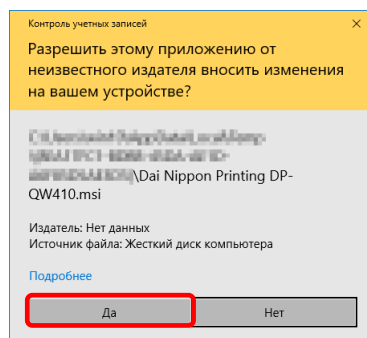 Контроль учетных записей
Разрешить этому приложению от
неизвестного издателя вносить изменения
на вашем устройстве?
\Dai Nippon Printing DP-
QW410.msi
Издатель: Нет данных
Источник файла: Жесткий диск компьютера
Подробнее
Да
Нет